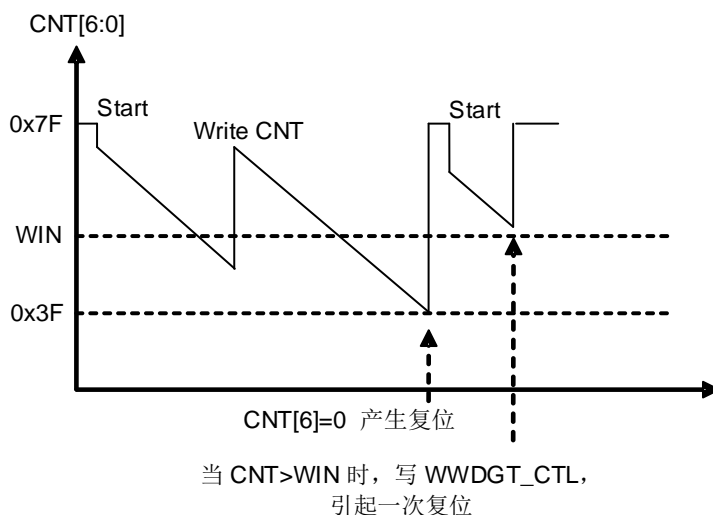 CNT[6:0]
0x7F
Start
Write CNT
Start
WIN
0x3F
CNT[6]=0 产生复位
当 CNT>WIN 时，写 WWDGT_CTL，
引起一次复位